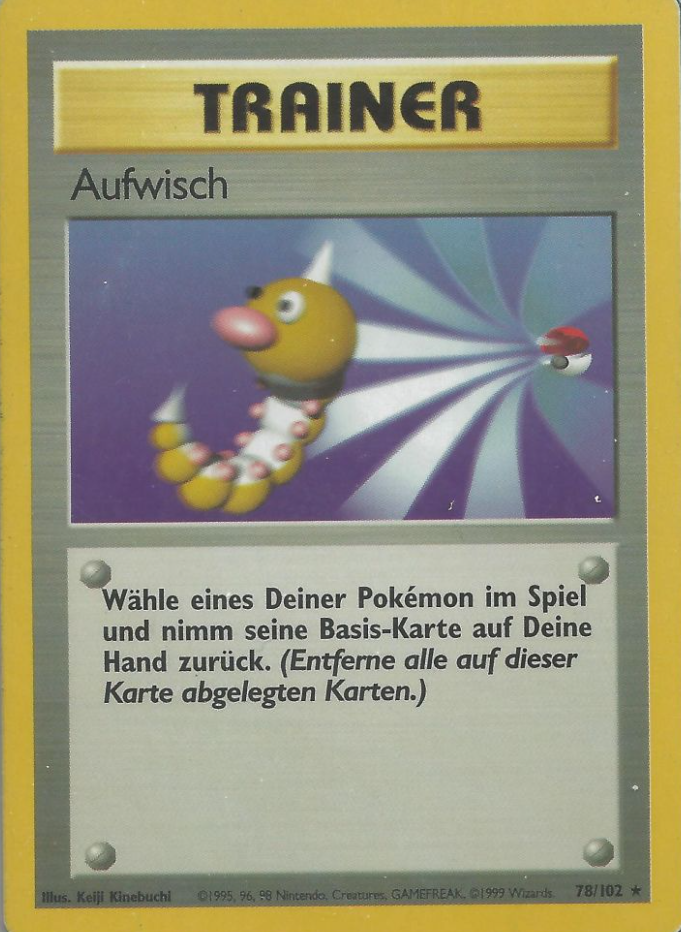 TRAINER
Aufwisch
Wähle eines Deiner Pokémon im Spiel
und nimm seine Basis-Karte auf Deine
Hand zurück. (Entferne alle auf dieser
Karte abgelegten Karten.)
Illus. Keiji Kinebuchi ©1995, 96, 98 Nintendo, Creatures, GAMEFREAK. ©1999 Wizards. 78/102 ★